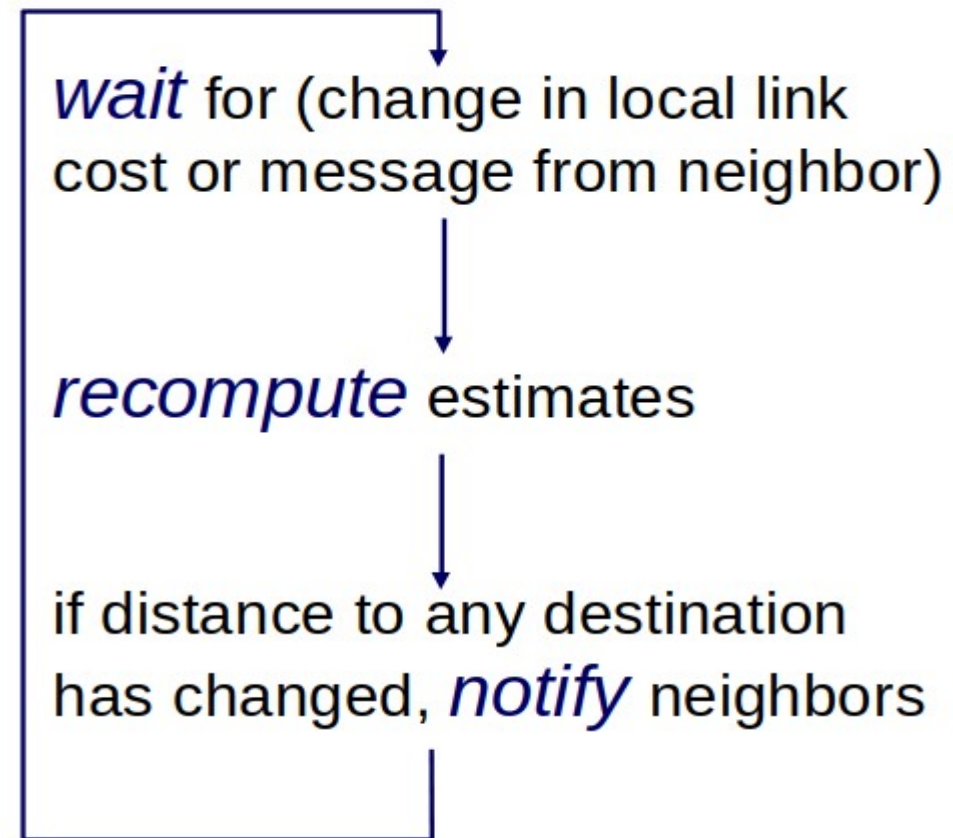 wait for (change in local link
cost or message from neighbor)
recompute estimates
if distance to any destination
has changed, notify neighbors